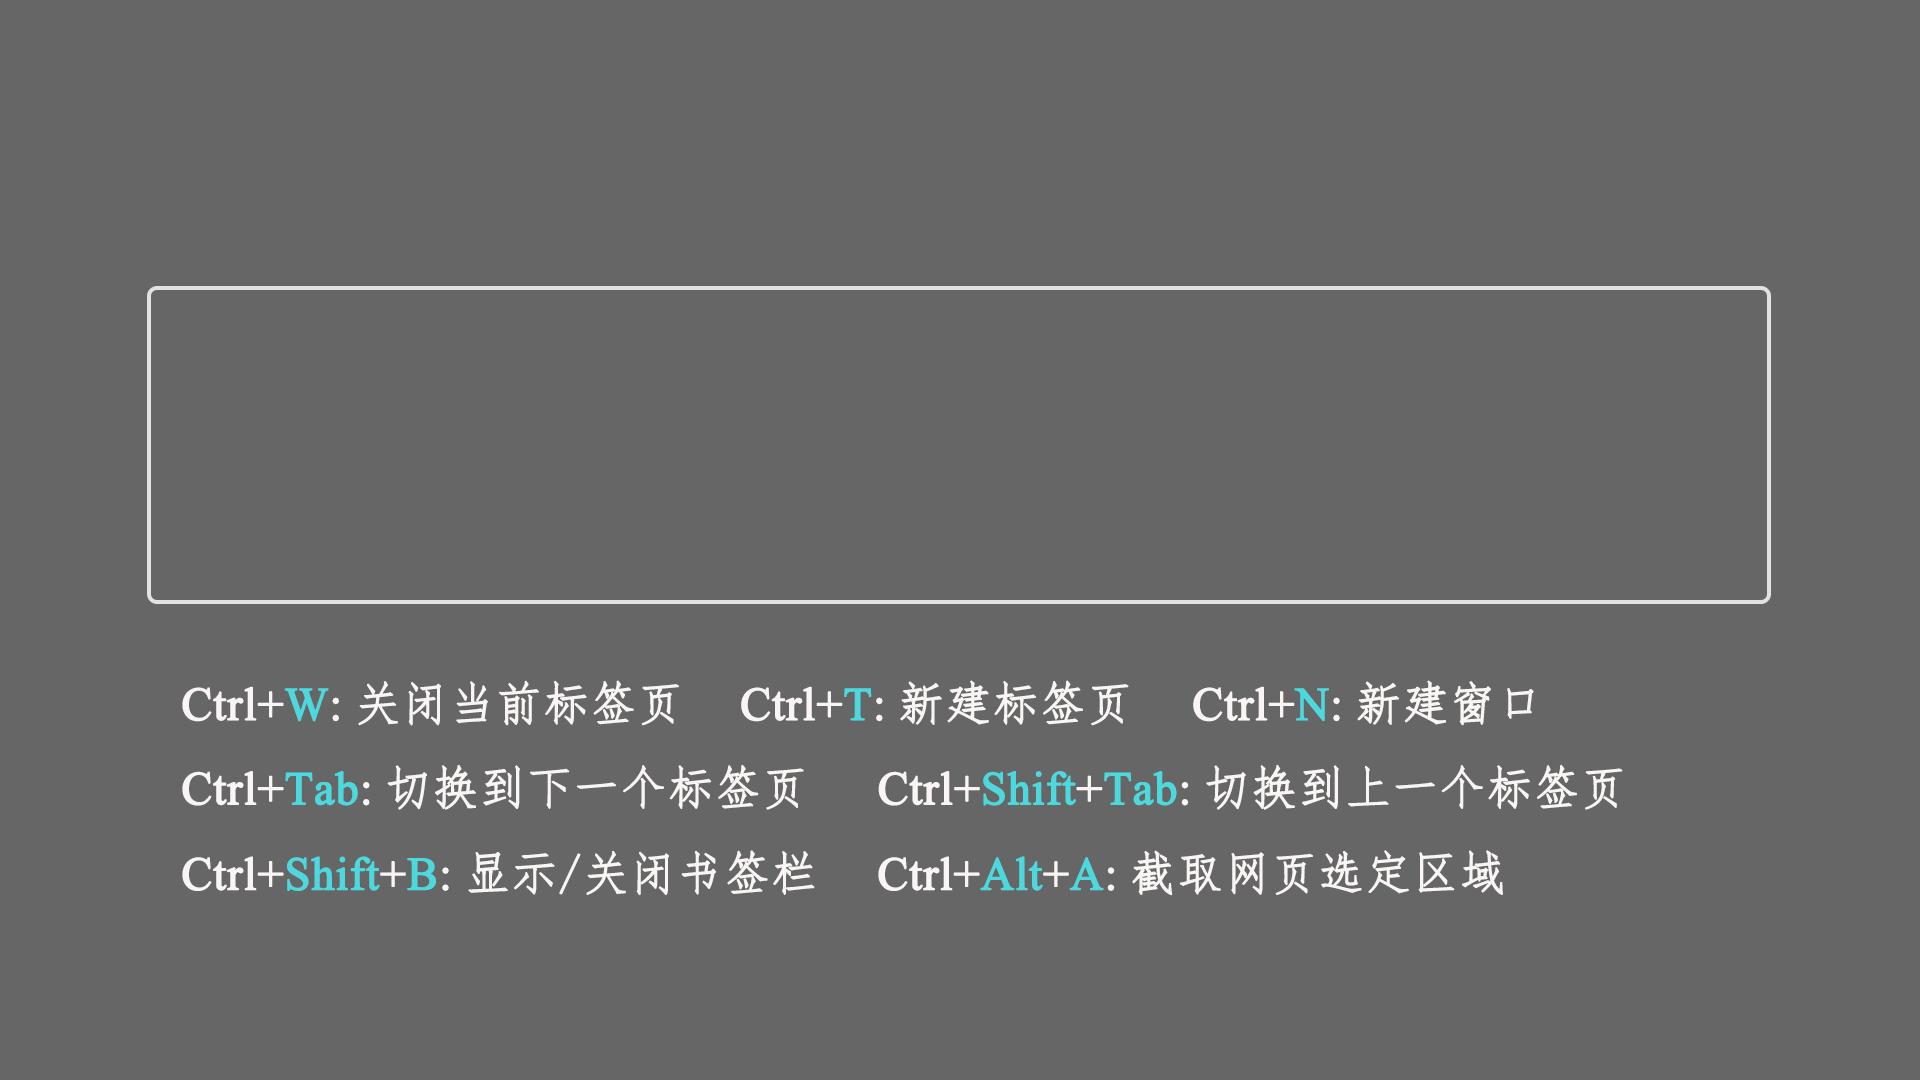 Ctrl+W: 关闭当前标签页 Ctrl+T: 新建标签页 Ctrl+N: 新建窗口
Ctrl+Tab: 切换到下一个标签页 Ctrl+Shift+Tab: 切换到上一个标签页
Ctrl+Shift+B: 显示/关闭书签栏 Ctrl+Alt+A: 截取网页选定区域